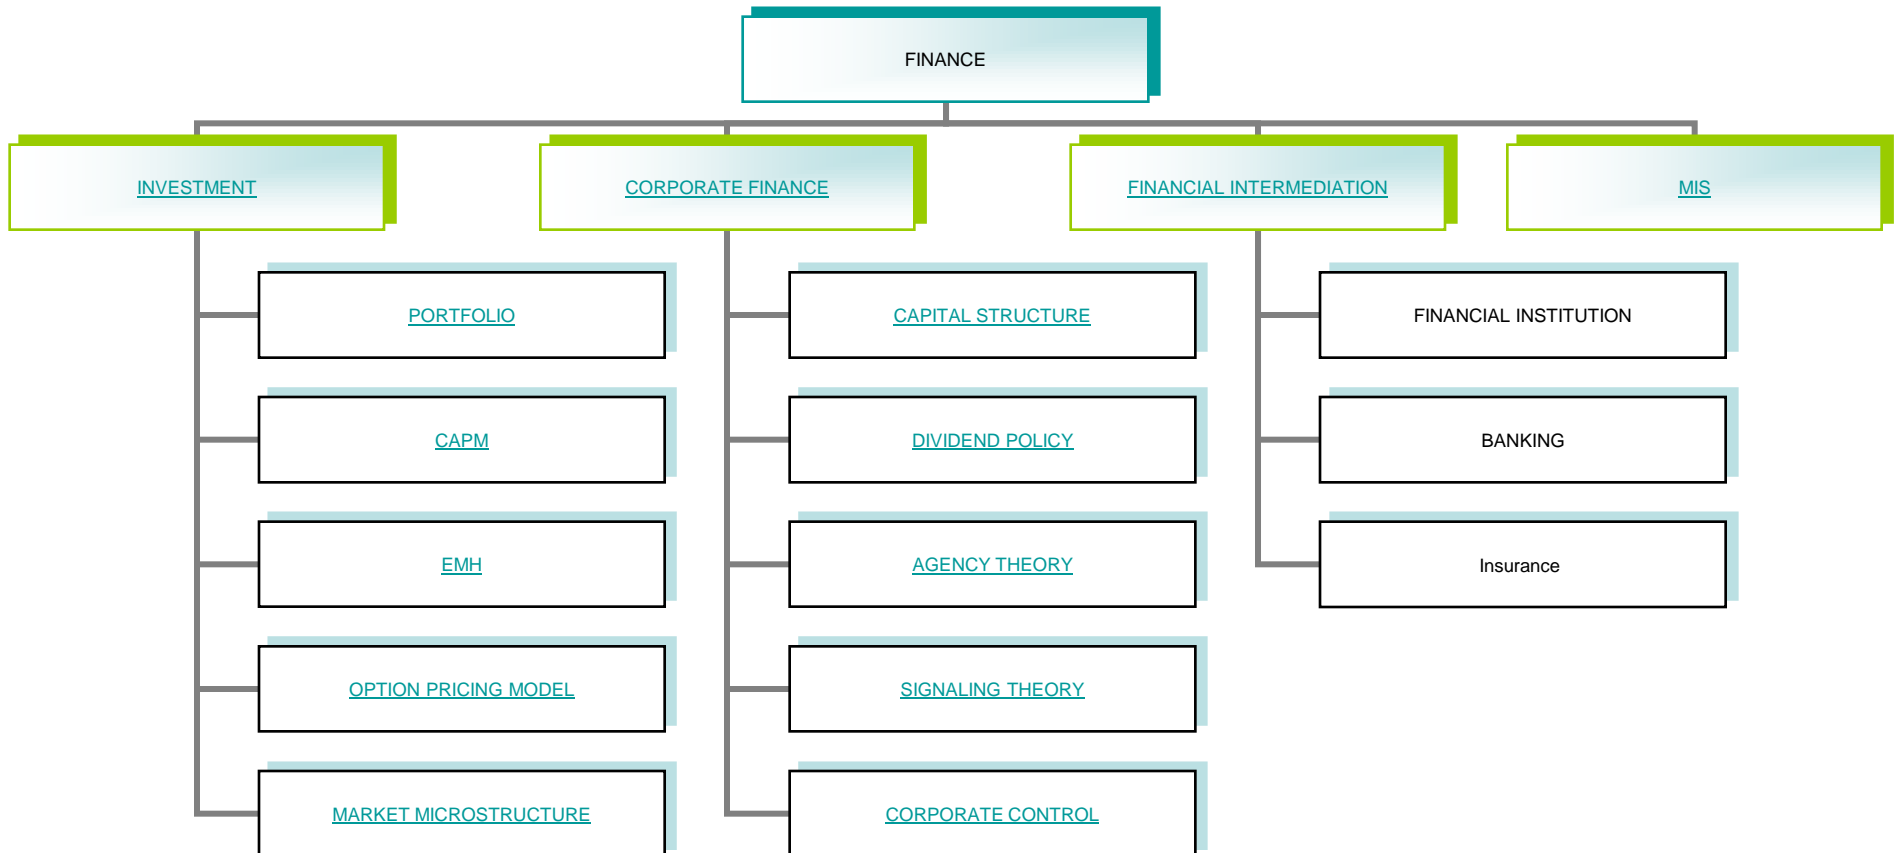 FINANCE
INVESTMENT
CORPORATE FINANCE
FINANCIAL INTERMEDIATION
MIS
PORTFOLIO
CAPITAL STRUCTURE
FINANCIAL INSTITUTION
CAPM
DIVIDEND POLICY
BANKING
EMH
AGENCY THEORY
Insurance
OPTION PRICING MODEL
SIGNALING THEORY
MARKET MICROSTRUCTURE
CORPORATE CONTROL